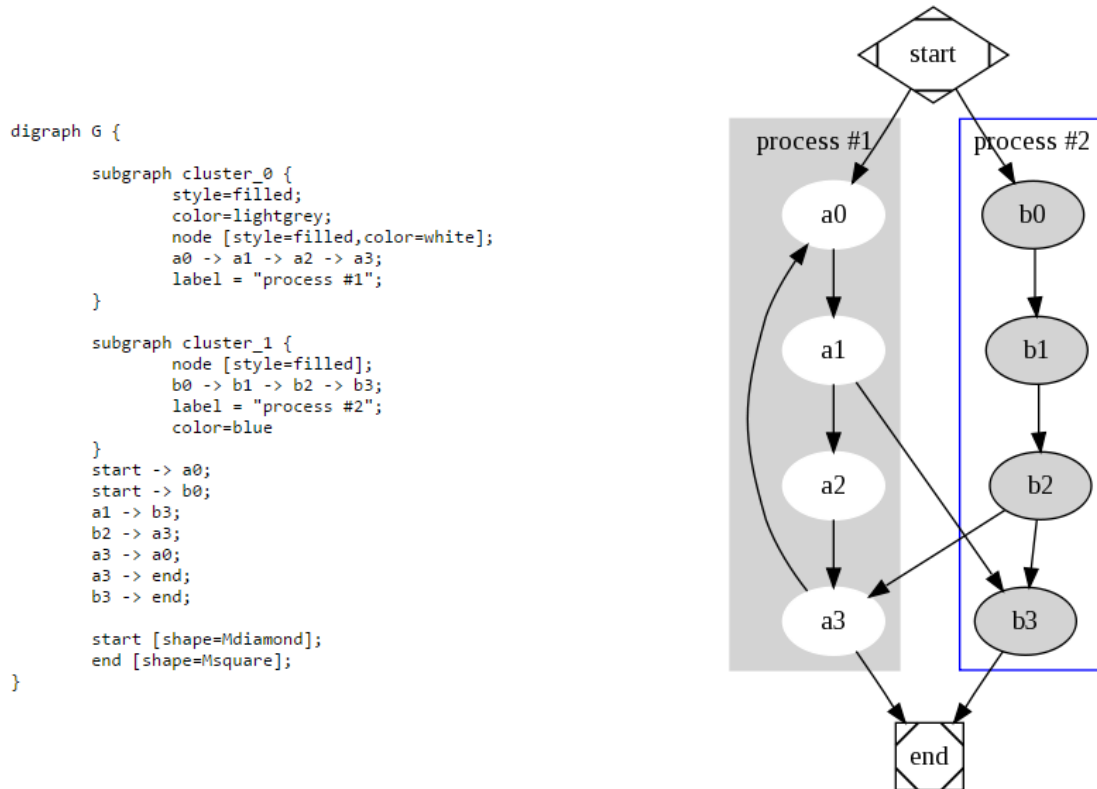 digraph G {
subgraph cluster_0 {
style=filled;
color=lightgrey;
node [style=filled,color=white];
a0 -> a1 -> a2 -> a3;
label = "process #1";
}
subgraph cluster_1 {
node [style=filled];
b0 -> b1 -> b2 -> b3;
label = "process #2";
color=blue
}
start -> a0;
start -> b0;
a1 -> b3;
b2 -> a3;
a3 -> a0;
a3 -> end;
b3 -> end;
start [shape=Mdiamond];
end [shape=Msquare];
}
start
process #1
process #2
a0
b0
a1
b1
a2
b2
a3
b3
end